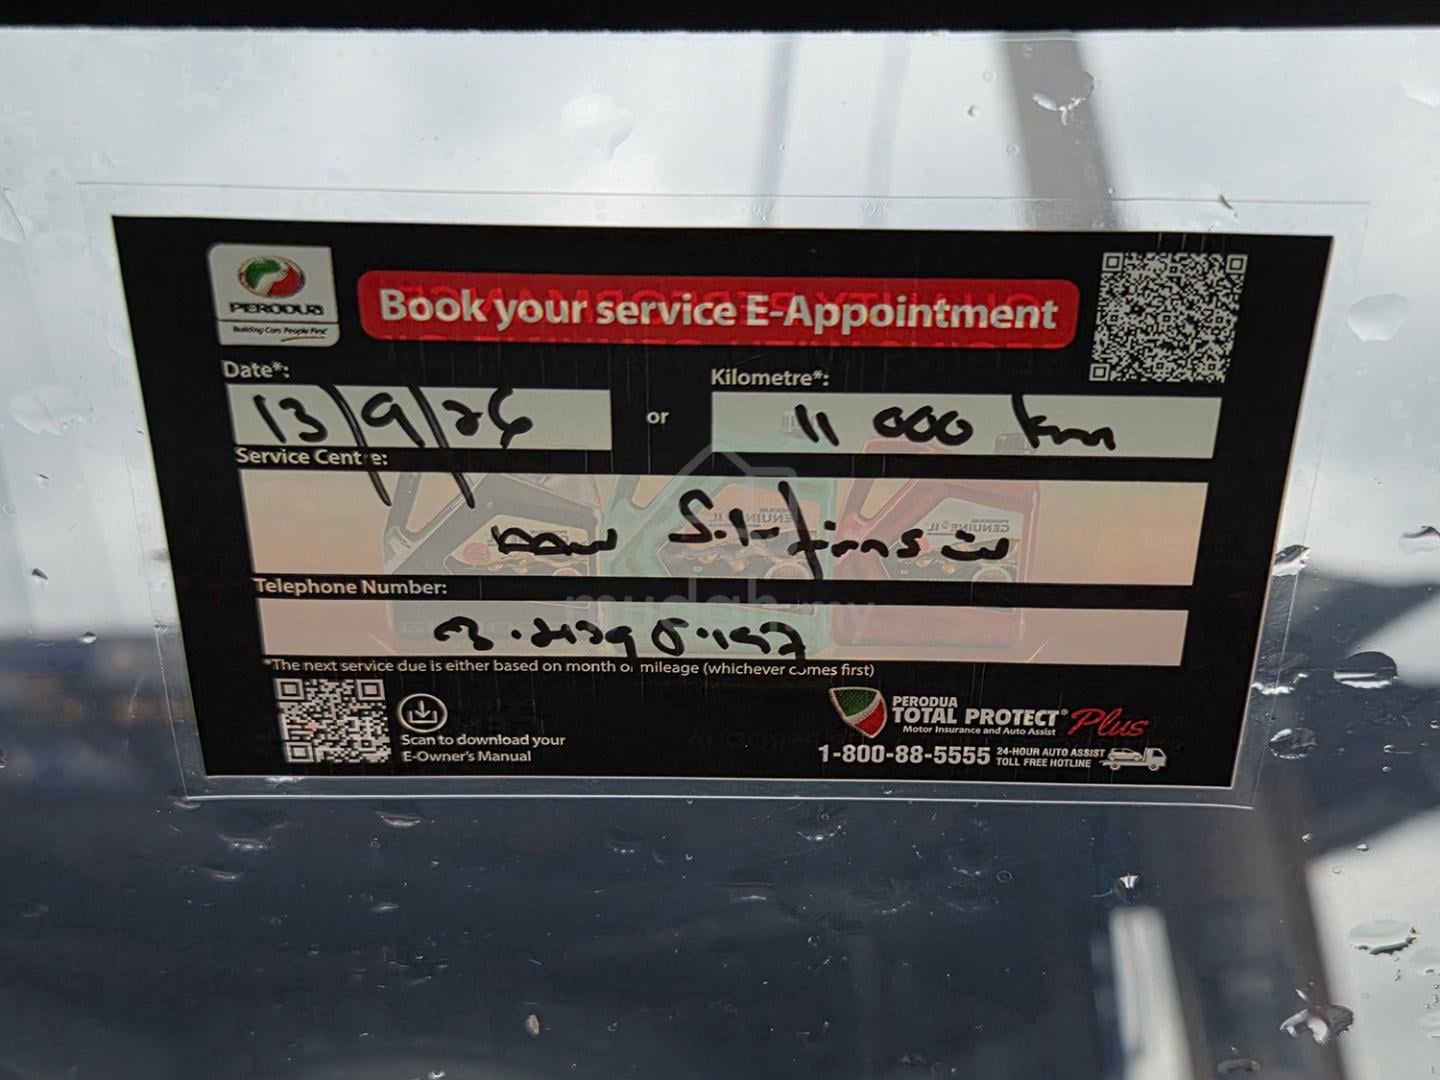 PERODUA
Building Cars People First
Book your service E-Appointment
Date*:
13/9/26
or
Kilometre*:
11 000 km
Service Centre:
Telephone Number:
*The next service due is either based on month or mileage (whichever comes first)
Scan to download your
E-Owner's Manual
PERODUA
TOTAL PROTECT® Plus
Motor Insurance and Auto Assist
1-800-88-5555 24-HOUR AUTO ASSIST
TOLL FREE HOTLINE
mudah.my